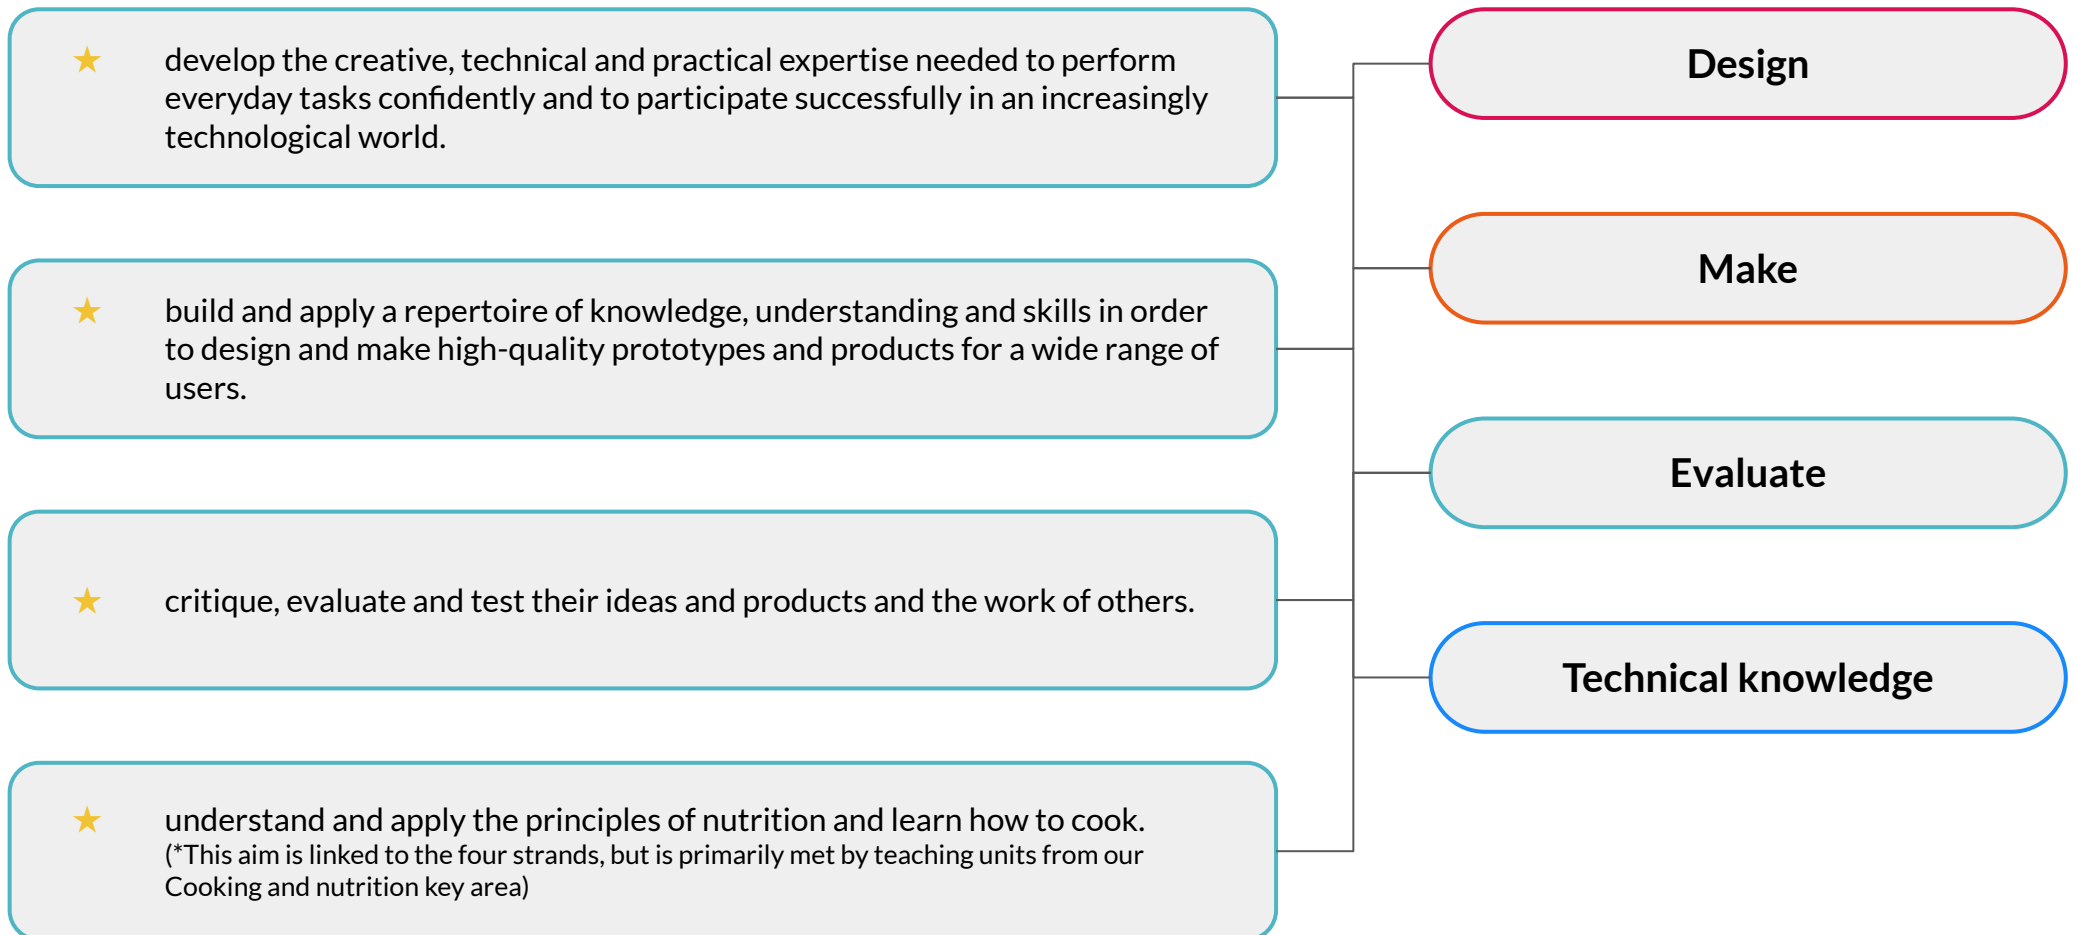 ★ develop the creative, technical and practical expertise needed to perform
everyday tasks confidently and to participate successfully in an increasingly
technological world.
★ build and apply a repertoire of knowledge, understanding and skills in order
to design and make high-quality prototypes and products for a wide range of
users.
★ critique, evaluate and test their ideas and products and the work of others.
★ understand and apply the principles of nutrition and learn how to cook.
(*This aim is linked to the four strands, but is primarily met by teaching units from our
Cooking and nutrition key area)
Design
Make
Evaluate
Technical knowledge